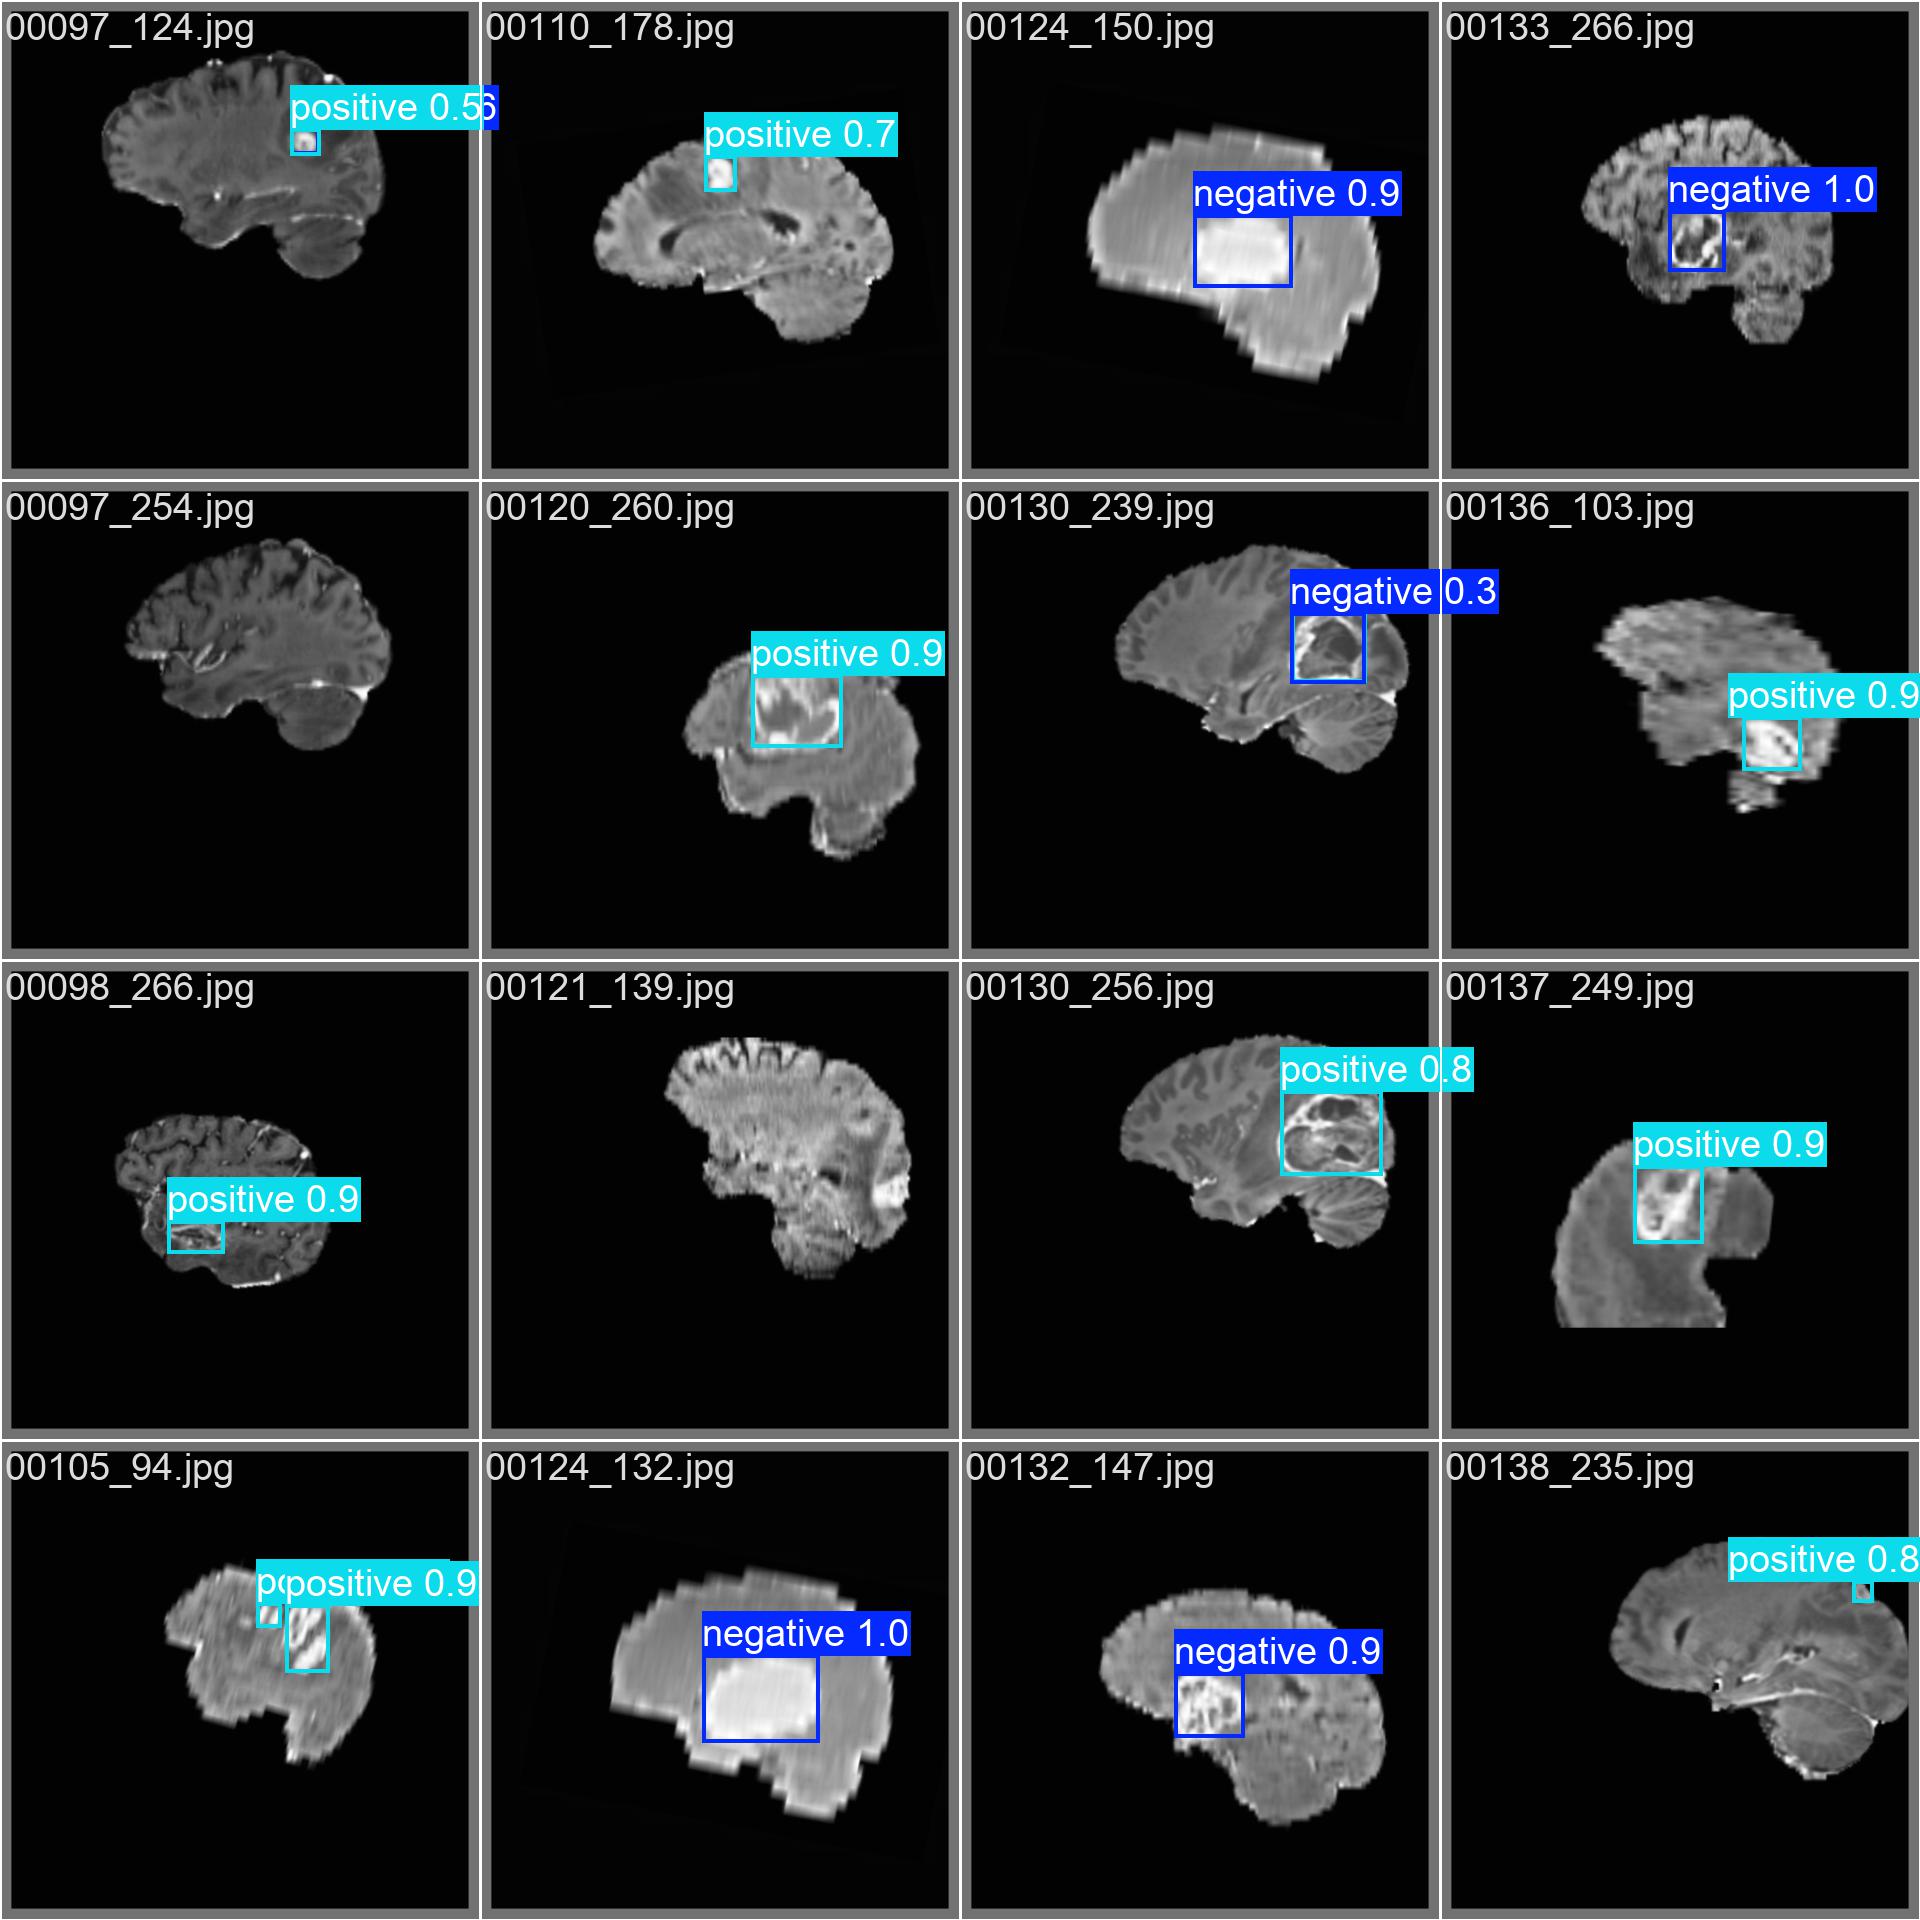 00097_124.jpg
positive 0.5
6
00110_178.jpg
positive 0.7
00124_150.jpg
negative 0.9
00133_266.jpg
negative 1.0
00097_254.jpg
00120_260.jpg
positive 0.9
00130_239.jpg
negative 0.3
00136_103.jpg
positive 0.9
00098_266.jpg
positive 0.9
00121_139.jpg
00130_256.jpg
positive 0.8
00137_249.jpg
positive 0.9
00105_94.jpg
positive 0.9
00124_132.jpg
negative 1.0
00132_147.jpg
negative 0.9
00138_235.jpg
positive 0.8